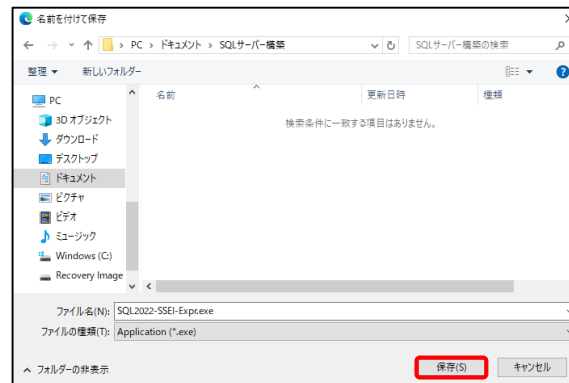 名前を付けて保存
PC > ドキュメント > SQLサーバー構築
SQLサーバー構築の検索
整理 新しいフォルダー
名前 更新日時 種類
検索条件に一致する項目はありません。
PC
3D オブジェクト
ダウンロード
デスクトップ
ドキュメント
ピクチャ
ビデオ
ミュージック
Windows (C:)
Recovery Image
ファイル名(N): SQL2022-SSEI-Expr.exe
ファイルの種類(T): Application (*.exe)
フォルダーの非表示 保存(S) キャンセル